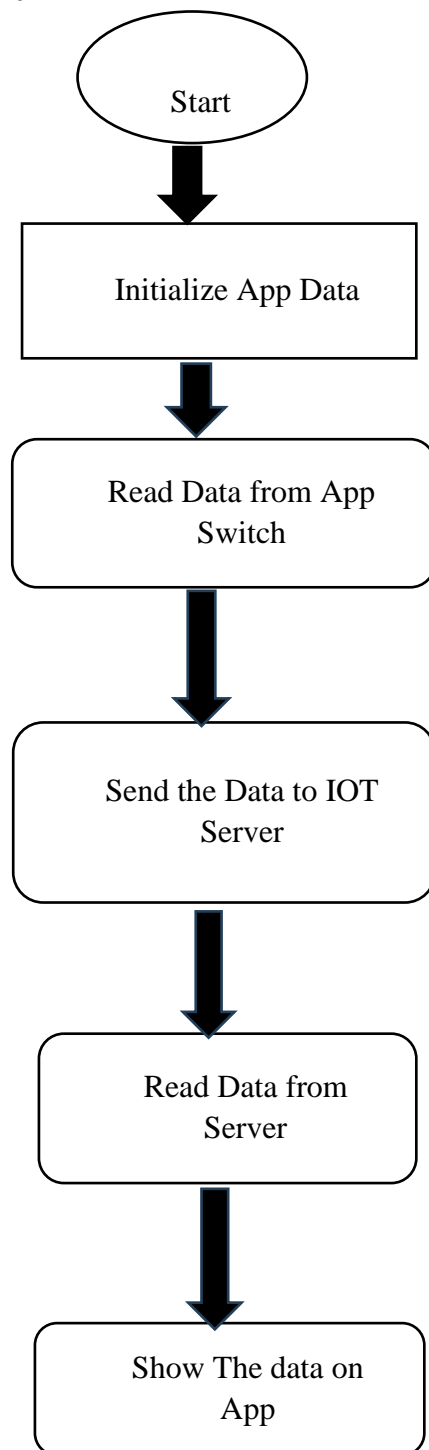 Start
Initialize App Data
Read Data from App
Switch
Send the Data to IOT
Server
Read Data from
Server
Show The data on
App